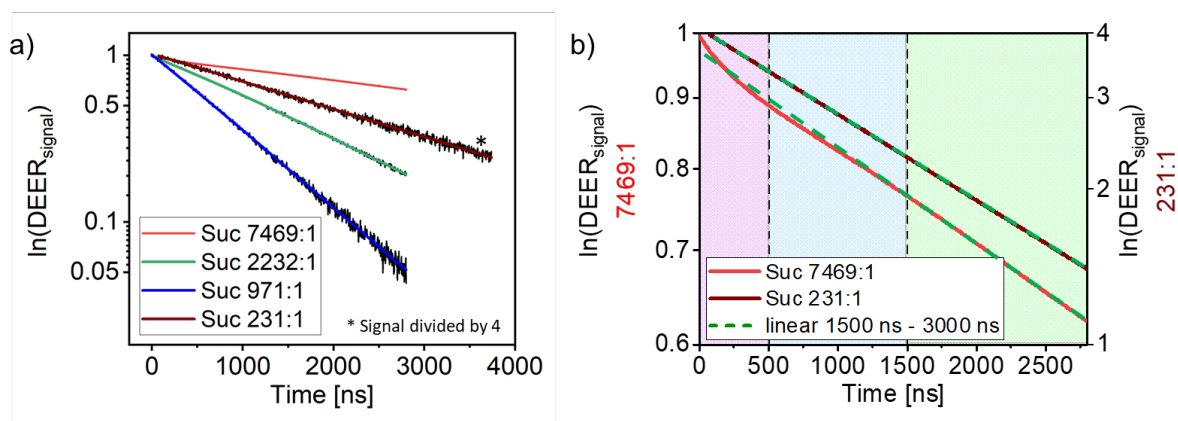 a)
ln(DEERsignal)
1
0.5
0.1
0.05
*
Suc 7469:1
Suc 2232:1
Suc 971:1
Suc 231:1
* Signal divided by 4
0 1000 2000 3000 4000
Time [ns]
b)
7469:1
ln(DEERsignal)
1
0.9
0.8
0.7
0.6
Suc 7469:1
Suc 231:1
linear 1500 ns - 3000 ns
0 500 1000 1500 2000 2500
Time [ns]
4
3
2
1
ln(DEERsignal)
231:1